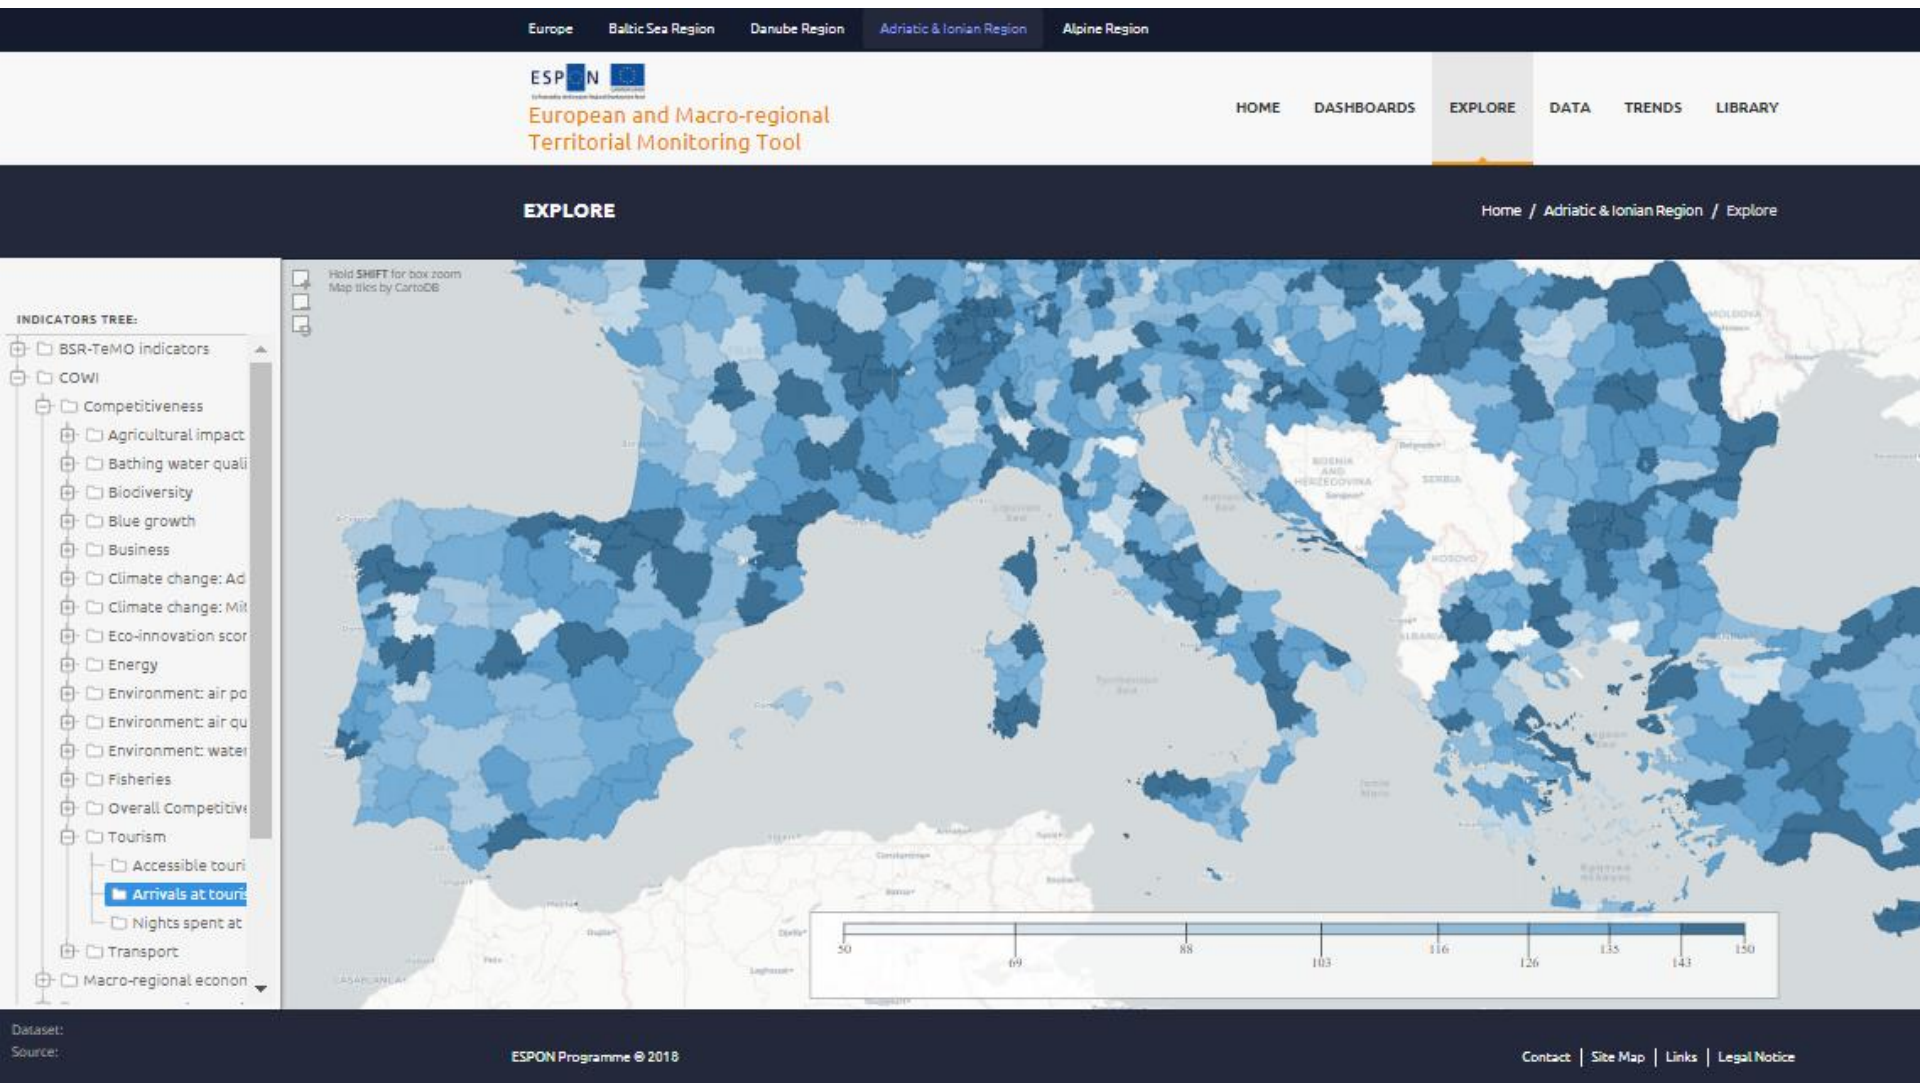 Europe Baltic Sea Region Danube Region Adriatic & Ionian Region Alpine Region
ESPON
European and Macro-regional
Territorial Monitoring Tool
HOME DASHBOARDS EXPLORE DATA TRENDS LIBRARY
EXPLORE
Home / Adriatic & Ionian Region / Explore
Hold SHIFT for box zoom
Map tiles by CartoDB
INDICATORS TREE:
BSR-TeMO indicators
COWI
Competitiveness
Agricultural impact
Bathing water quali
Biodiversity
Blue growth
Business
Climate change: Ad
Climate change: Mit
Eco-innovation scor
Energy
Environment: air po
Environment: air qu
Environment: water
Fisheries
Overall Competitive
Tourism
Accessible touri
Arrivals at touris
Nights spent at
Transport
Macro-regional econon
MOLDOVA
BOSNIA
AND
HERZEGOVINA
SERBIA
KOSOVO
ALBANIA
CASABLANCA
50 69 88 103 116 126 135 143 150
Dataset:
Source:
ESPON Programme © 2018
Contact | Site Map | Links | Legal Notice